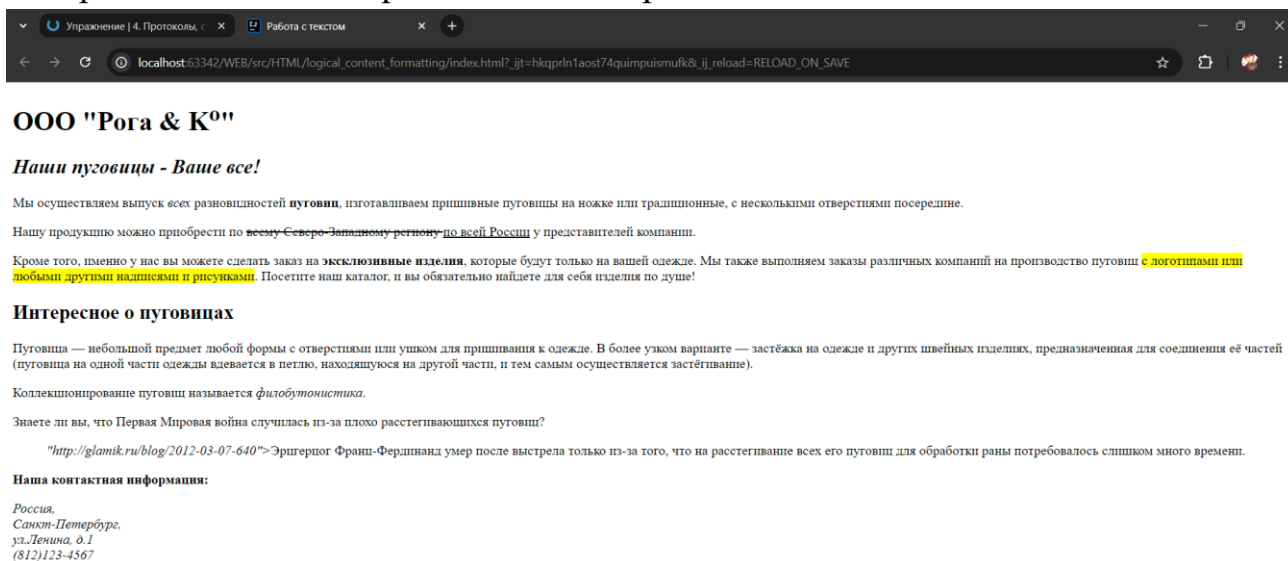 Упражнение | 4. Протоколы, с
Работа с текстом
localhost:63342/WEB/src/HTML/logical_content_formatting/index.html?_ijt=hkqprln1aost74quimpuismufk&_ij_reload=RELOAD_ON_SAVE
ООО "Рога & Kº"
Наши пуговицы - Ваше все!
Мы осуществляем выпуск всех разновидностей пуговиц, изготавливаем пришивные пуговицы на ножке или традиционные, с несколькими отверстиями посередине.
Нашу продукцию можно приобрести по всему Северо-Западному региону по всей России у представителей компании.
Кроме того, именно у нас вы можете сделать заказ на эксклюзивные изделия, которые будут только на вашей одежде. Мы также выполняем заказы различных компаний на производство пуговиц с логотипами или
любыми другими надписями и рисунками. Посетите наш каталог, и вы обязательно найдете для себя изделия по душе!
Интересное о пуговицах
Пуговица — небольшой предмет любой формы с отверстиями или ушком для пришивания к одежде. В более узком варианте — застёжка на одежде и других швейных изделиях, предназначенная для соединения её частей
(пуговица на одной части одежды вдевается в петлю, находящуюся на другой части, и тем самым осуществляется застёгивание).
Коллекционирование пуговиц называется филобутонистика.
Знаете ли вы, что Первая Мировая война случилась из-за плохо расстегивающихся пуговиц?
"http://glamik.ru/blog/2012-03-07-640">Эрцгерцог Франц-Фердинанд умер после выстрела только из-за того, что на расстегивание всех его пуговиц для обработки раны потребовалось слишком много времени.
Наша контактная информация:
Россия,
Санкт-Петербург,
ул.Ленина, д.1
(812)123-4567